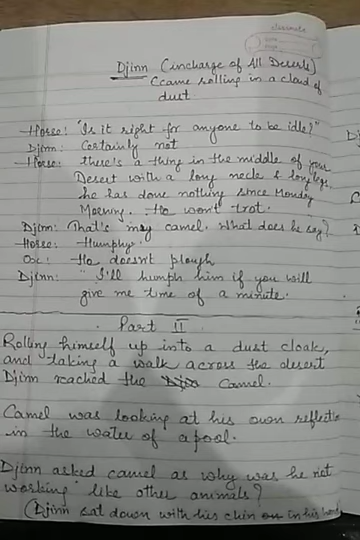 classmate
Date
Page
Djinn (incharge of All Deserts)
(came rolling in a cloud of
dust.
Horse: "Is it right for anyone to be idle?"
Djinn: Certainly not
Horse: there's a thing in the middle of your
Desert with a long neck & long legs
he has done nothing since Monday
Morning. He won't trot.
Djinn: That's my camel. What does he say?
Horse: Humph
Ox: He doesn't plough
Djinn: "I'll humph him if you will
give me time of a minute.
Part II
Rolling himself up into a dust cloak,
and taking a walk across the desert
Djinn reached the camel.
Camel was looking at his own reflectio
in the water of a pool.
Djinn asked camel as why was he not
working like other animals?
(Djinn sat down with his chin in his hand